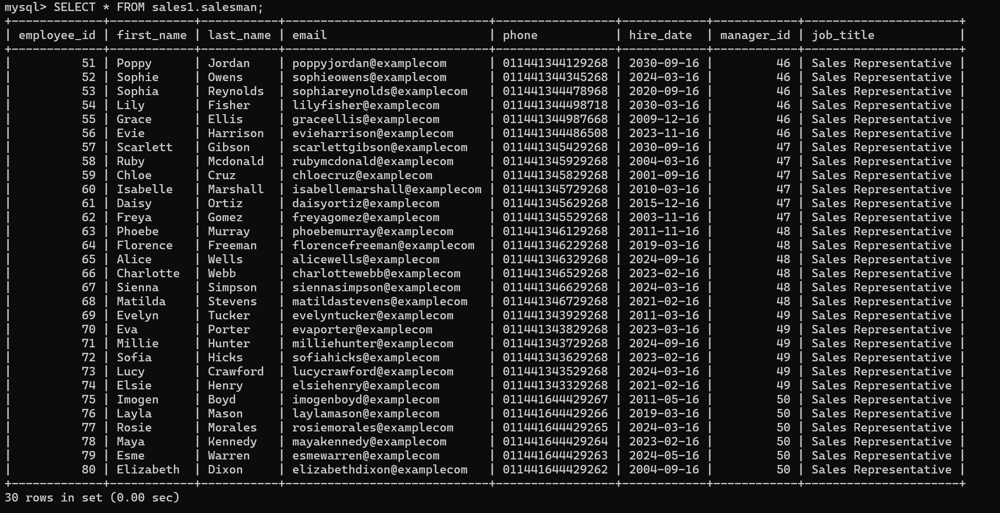 mysql> SELECT * FROM sales1.salesman;
+-------------+------------+-----------+-----------------------------+-----------------+------------+------------+----------------------+
| employee_id | first_name | last_name | email                       | phone           | hire_date  | manager_id | job_title            |
+-------------+------------+-----------+-----------------------------+-----------------+------------+------------+----------------------+
|          51 | Poppy      | Jordan    | poppyjordan@examplecom      | 011441344129268 | 2030-09-16 |         46 | Sales Representative |
|          52 | Sophie     | Owens     | sophieowens@examplecom      | 011441344345268 | 2024-03-16 |         46 | Sales Representative |
|          53 | Sophia     | Reynolds  | sophiareynolds@examplecom   | 011441344478968 | 2020-09-16 |         46 | Sales Representative |
|          54 | Lily       | Fisher    | lilyfisher@examplecom       | 011441344498718 | 2030-03-16 |         46 | Sales Representative |
|          55 | Grace      | Ellis     | graceellis@examplecom       | 011441344987668 | 2009-12-16 |         46 | Sales Representative |
|          56 | Evie       | Harrison  | evieharrison@examplecom     | 011441344486508 | 2023-11-16 |         46 | Sales Representative |
|          57 | Scarlett   | Gibson    | scarlettgibson@examplecom   | 011441345429268 | 2030-09-16 |         47 | Sales Representative |
|          58 | Ruby       | Mcdonald  | rubymcdonald@examplecom     | 011441345929268 | 2004-03-16 |         47 | Sales Representative |
|          59 | Chloe      | Cruz      | chloecruz@examplecom        | 011441345829268 | 2001-09-16 |         47 | Sales Representative |
|          60 | Isabelle   | Marshall  | isabellemarshall@examplecom | 011441345729268 | 2010-03-16 |         47 | Sales Representative |
|          61 | Daisy      | Ortiz     | daisyortiz@examplecom       | 011441345629268 | 2015-12-16 |         47 | Sales Representative |
|          62 | Freya      | Gomez     | freyagomez@examplecom       | 011441345529268 | 2003-11-16 |         47 | Sales Representative |
|          63 | Phoebe     | Murray    | phoebemurray@examplecom     | 011441346129268 | 2011-11-16 |         48 | Sales Representative |
|          64 | Florence   | Freeman   | florencefreeman@examplecom  | 011441346229268 | 2019-03-16 |         48 | Sales Representative |
|          65 | Alice      | Wells     | alicewells@examplecom       | 011441346329268 | 2024-09-16 |         48 | Sales Representative |
|          66 | Charlotte  | Webb      | charlottewebb@examplecom    | 011441346529268 | 2023-02-16 |         48 | Sales Representative |
|          67 | Sienna     | Simpson   | siennasimpson@examplecom    | 011441346629268 | 2024-03-16 |         48 | Sales Representative |
|          68 | Matilda    | Stevens   | matildastevens@examplecom   | 011441346729268 | 2021-02-16 |         48 | Sales Representative |
|          69 | Evelyn     | Tucker    | evelyntucker@examplecom     | 011441343929268 | 2011-03-16 |         49 | Sales Representative |
|          70 | Eva        | Porter    | evaporter@examplecom        | 011441343829268 | 2023-03-16 |         49 | Sales Representative |
|          71 | Millie     | Hunter    | milliehunter@examplecom     | 011441343729268 | 2024-09-16 |         49 | Sales Representative |
|          72 | Sofia      | Hicks     | sofiahicks@examplecom       | 011441343629268 | 2023-02-16 |         49 | Sales Representative |
|          73 | Lucy       | Crawford  | lucycrawford@examplecom     | 011441343529268 | 2024-03-16 |         49 | Sales Representative |
|          74 | Elsie      | Henry     | elsiehenry@examplecom       | 011441343329268 | 2021-02-16 |         49 | Sales Representative |
|          75 | Imogen     | Boyd      | imogenboyd@examplecom       | 011441644429267 | 2011-05-16 |         50 | Sales Representative |
|          76 | Layla      | Mason     | laylamason@examplecom       | 011441644429266 | 2019-03-16 |         50 | Sales Representative |
|          77 | Rosie      | Morales   | rosiemorales@examplecom     | 011441644429265 | 2024-03-16 |         50 | Sales Representative |
|          78 | Maya       | Kennedy   | mayakennedy@examplecom      | 011441644429264 | 2023-02-16 |         50 | Sales Representative |
|          79 | Esme       | Warren    | esmewarren@examplecom       | 011441644429263 | 2024-05-16 |         50 | Sales Representative |
|          80 | Elizabeth  | Dixon     | elizabethdixon@examplecom   | 011441644429262 | 2004-09-16 |         50 | Sales Representative |
+-------------+------------+-----------+-----------------------------+-----------------+------------+------------+----------------------+
30 rows in set (0.00 sec)